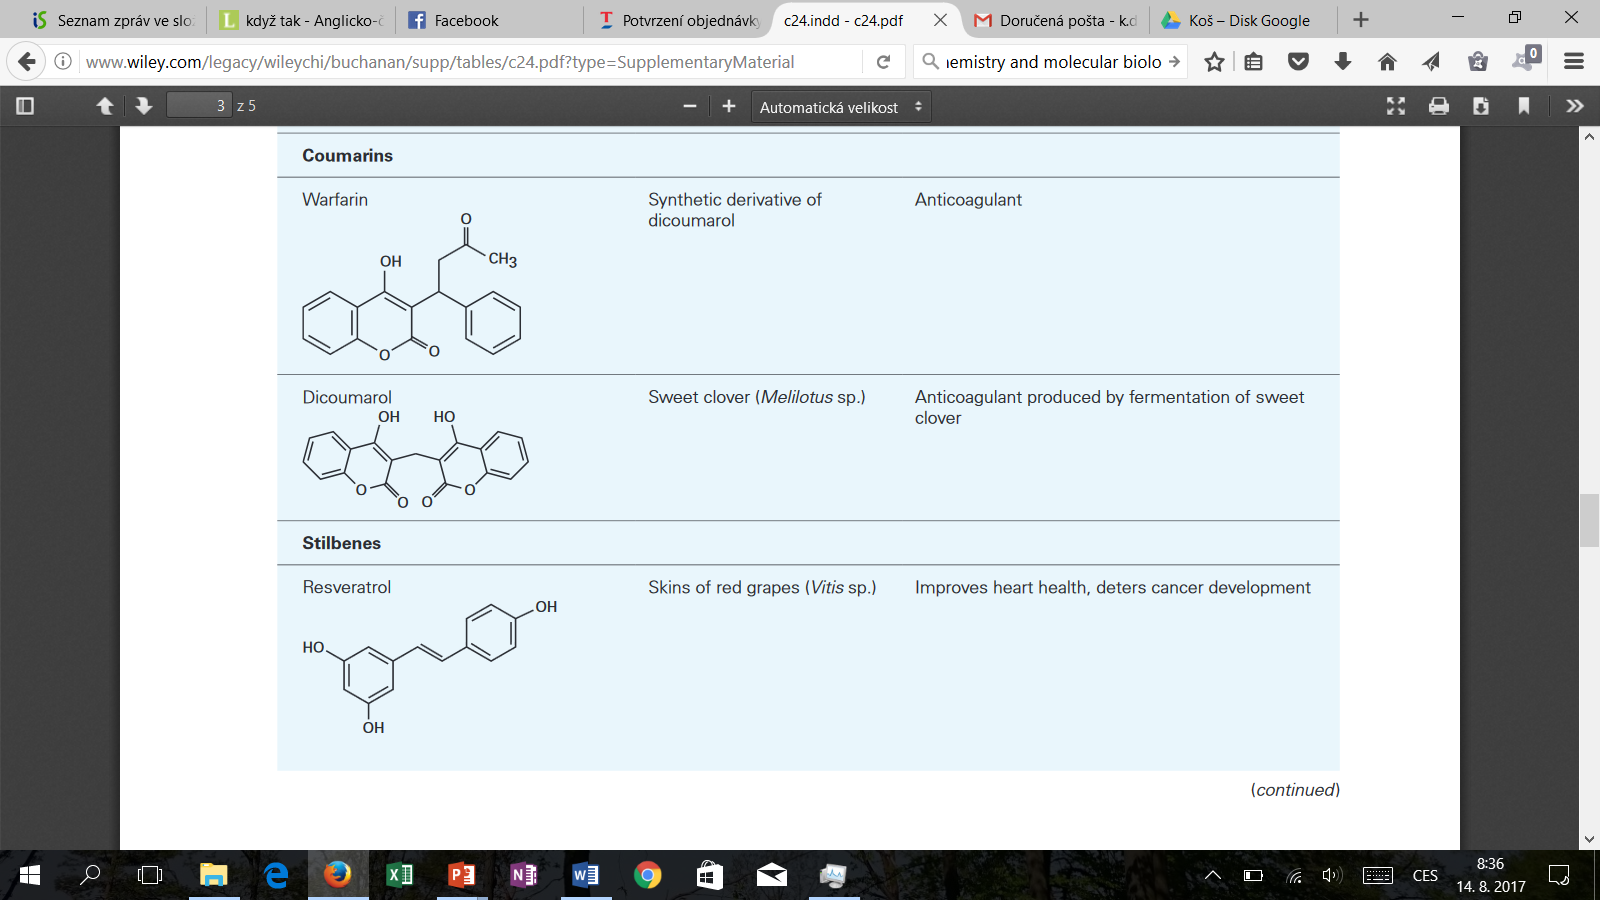 Seznam zpráv ve slo
když tak - Anglicko-č
Facebook
Potvrzení objednávky
c24.indd - c24.pdf
Doručená pošta - k.d
Koš – Disk Google
www.wiley.com/legacy/wileychi/buchanan/supp/tables/c24.pdf?type=SupplementaryMaterial
emistry and molecular biolo
0
3 z 5
Automatická velikost
Coumarins
Warfarin
Synthetic derivative of
dicoumarol
Anticoagulant
O
CH3
OH
O
O
Dicoumarol
Sweet clover (Melilotus sp.)
Anticoagulant produced by fermentation of sweet
clover
OH HO
O O
O O
Stilbenes
Resveratrol
Skins of red grapes (Vitis sp.)
Improves heart health, deters cancer development
OH
HO
OH
(continued)
CES
8:36
14. 8. 2017